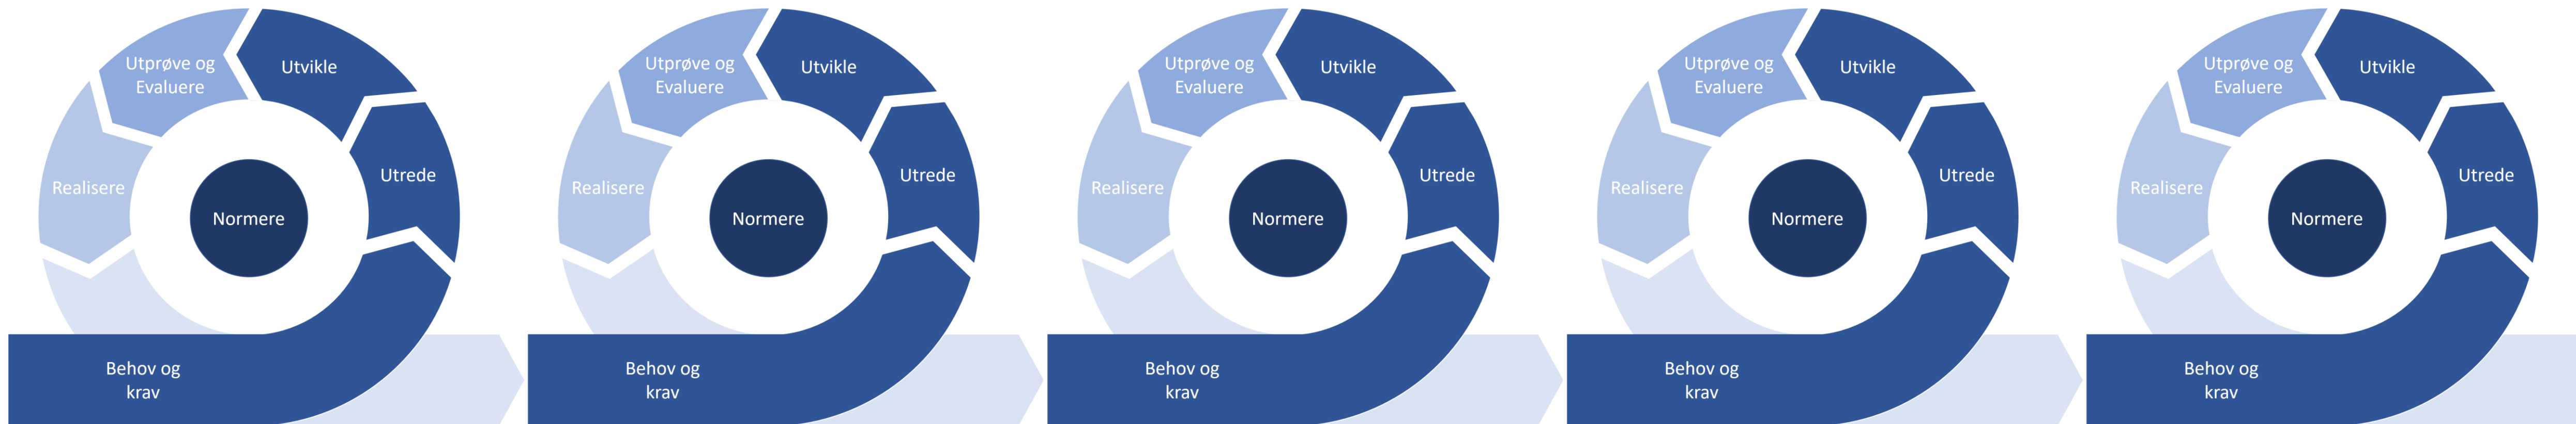 Utprøve og
Evaluere
Utvikle
Utrede
Realisere
Normere
Behov og
krav
Utprøve og
Evaluere
Utvikle
Utrede
Realisere
Normere
Behov og
krav
Utprøve og
Evaluere
Utvikle
Utrede
Realisere
Normere
Behov og
krav
Utprøve og
Evaluere
Utvikle
Utrede
Realisere
Normere
Behov og
krav
Utprøve og
Evaluere
Utvikle
Utrede
Realisere
Normere
Behov og
krav